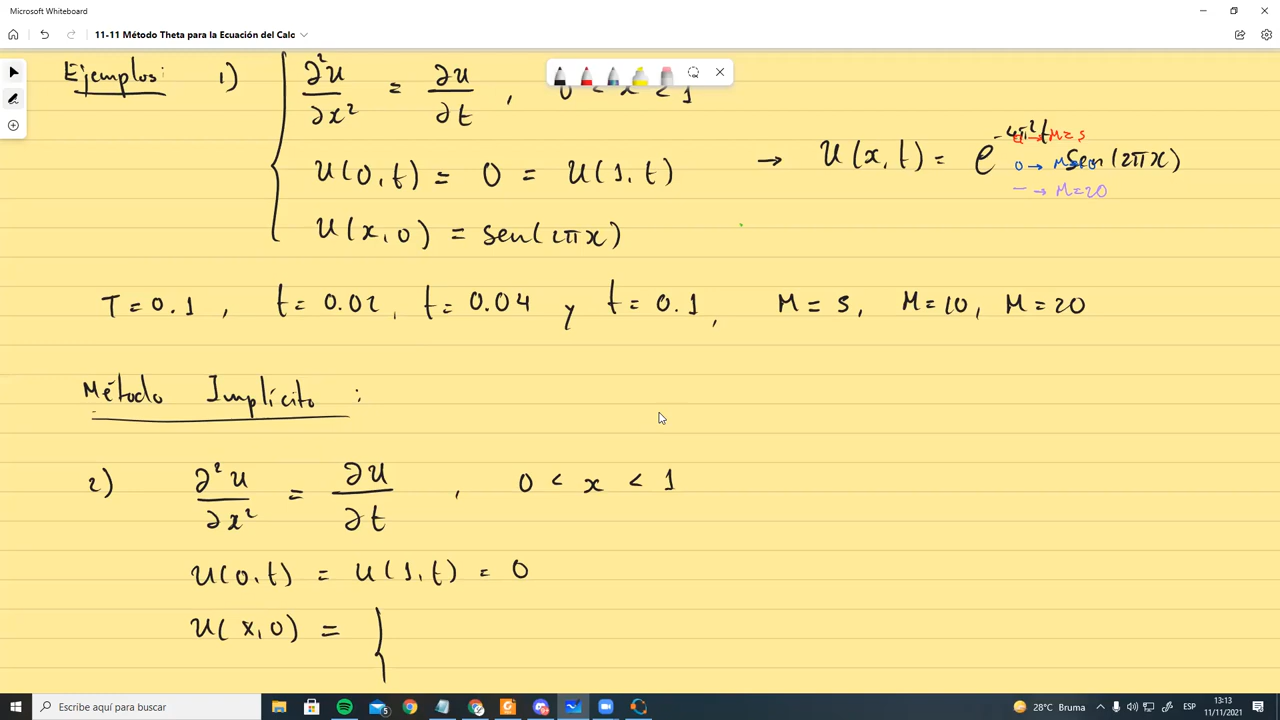 Microsoft Whiteboard
11-11 Método Theta para la Ecuación del Calo
Ejemplos: 1) ∂²u/∂x² = ∂u/∂t , 0 < x < 1
u(0,t) = 0 = u(1,t)
u(x,0) = sen(2πx)
→ u(x,t) = e^{-4π²t} sen(2πx)
→ M=5
O → M=10
— → M=20
T=0.1 , t=0.02 , t=0.04 y t=0.1 , M=5, M=10, M=20
Método Implícito :
2) ∂²u/∂x² = ∂u/∂t , 0 < x < 1
u(0,t) = u(1,t) = 0
u(x,0) = {
Escribe aquí para buscar
5
28°C Bruma
ESP
13:13
11/11/2021